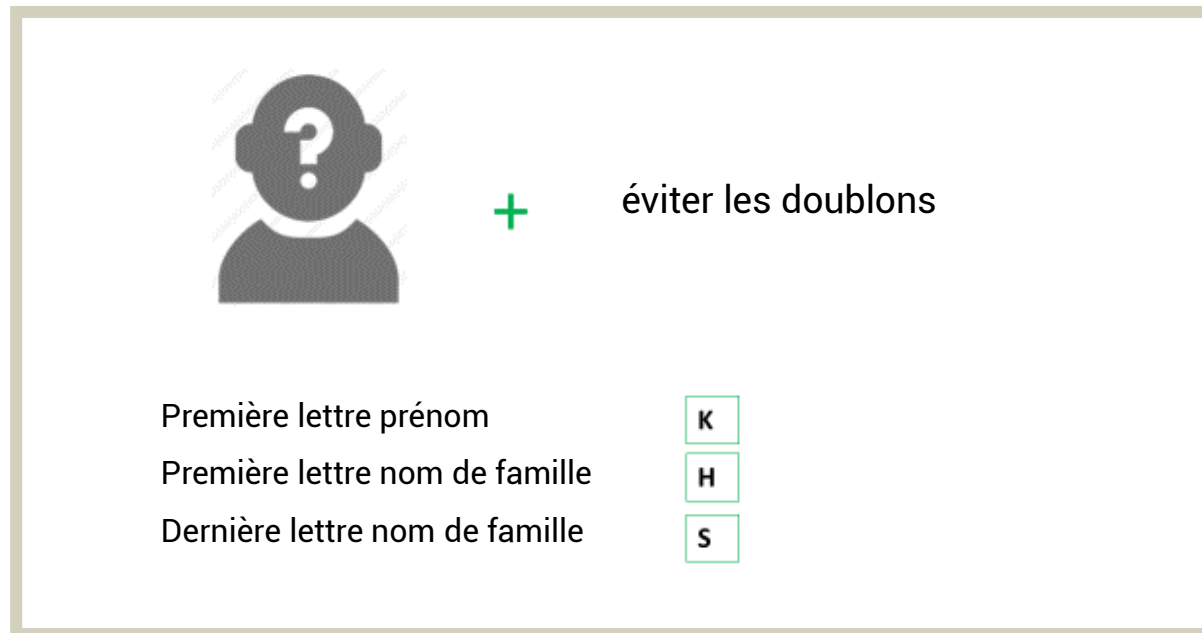 ?
+ éviter les doublons
Première lettre prénom K
Première lettre nom de famille H
Dernière lettre nom de famille S